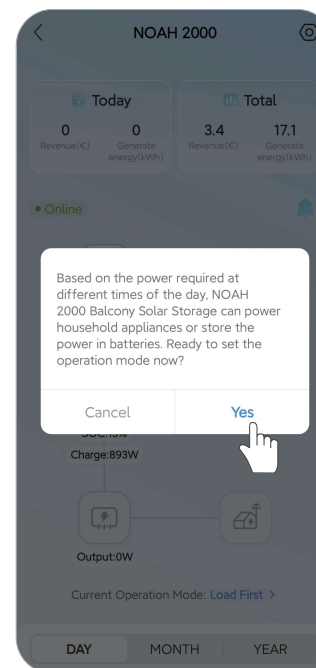 NOAH 2000
Today
Total
0
0
3.4
17.1
Revenue(€)
Generate
energy(kWh)
Revenue(€)
Generate
energy(kWh)
Online
Based on the power required at
different times of the day, NOAH
2000 Balcony Solar Storage can power
household appliances or store the
power in batteries. Ready to set the
operation mode now?
Cancel
Yes
Charge:893W
Output:0W
Current Operation Mode: Load First >
DAY
MONTH
YEAR